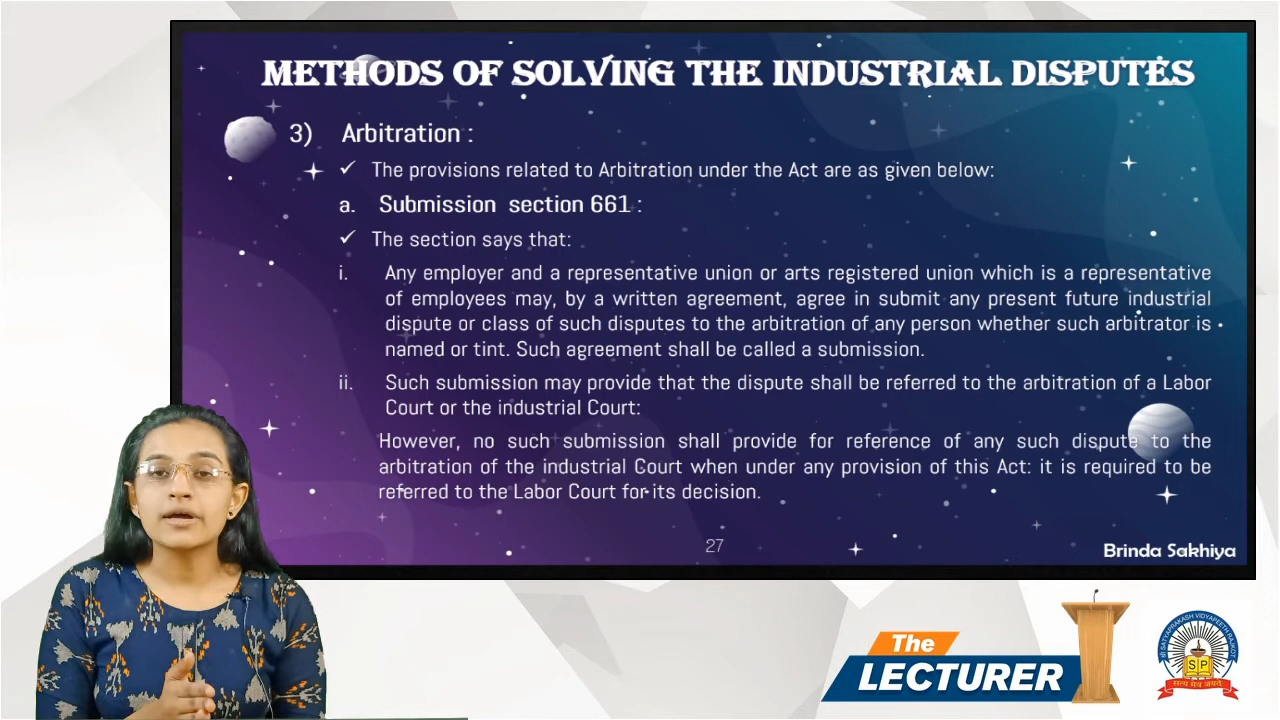 METHODS OF SOLVING THE INDUSTRIAL DISPUTES
3) Arbitration :
✓ The provisions related to Arbitration under the Act are as given below:
a. Submission section 661 :
✓ The section says that:
i. Any employer and a representative union or arts registered union which is a representative
of employees may, by a written agreement, agree in submit any present future industrial
dispute or class of such disputes to the arbitration of any person whether such arbitrator is
named or tint. Such agreement shall be called a submission.
ii. Such submission may provide that the dispute shall be referred to the arbitration of a Labor
Court or the industrial Court:
However, no such submission shall provide for reference of any such dispute to the
arbitration of the industrial Court when under any provision of this Act: it is required to be
referred to the Labor Court for its decision.
27
Brinda Sakhiya
The
LECTURER
SATYAPRAKASH VIDYAPEETH RAJKOT
SP
सत्य मेव जयते